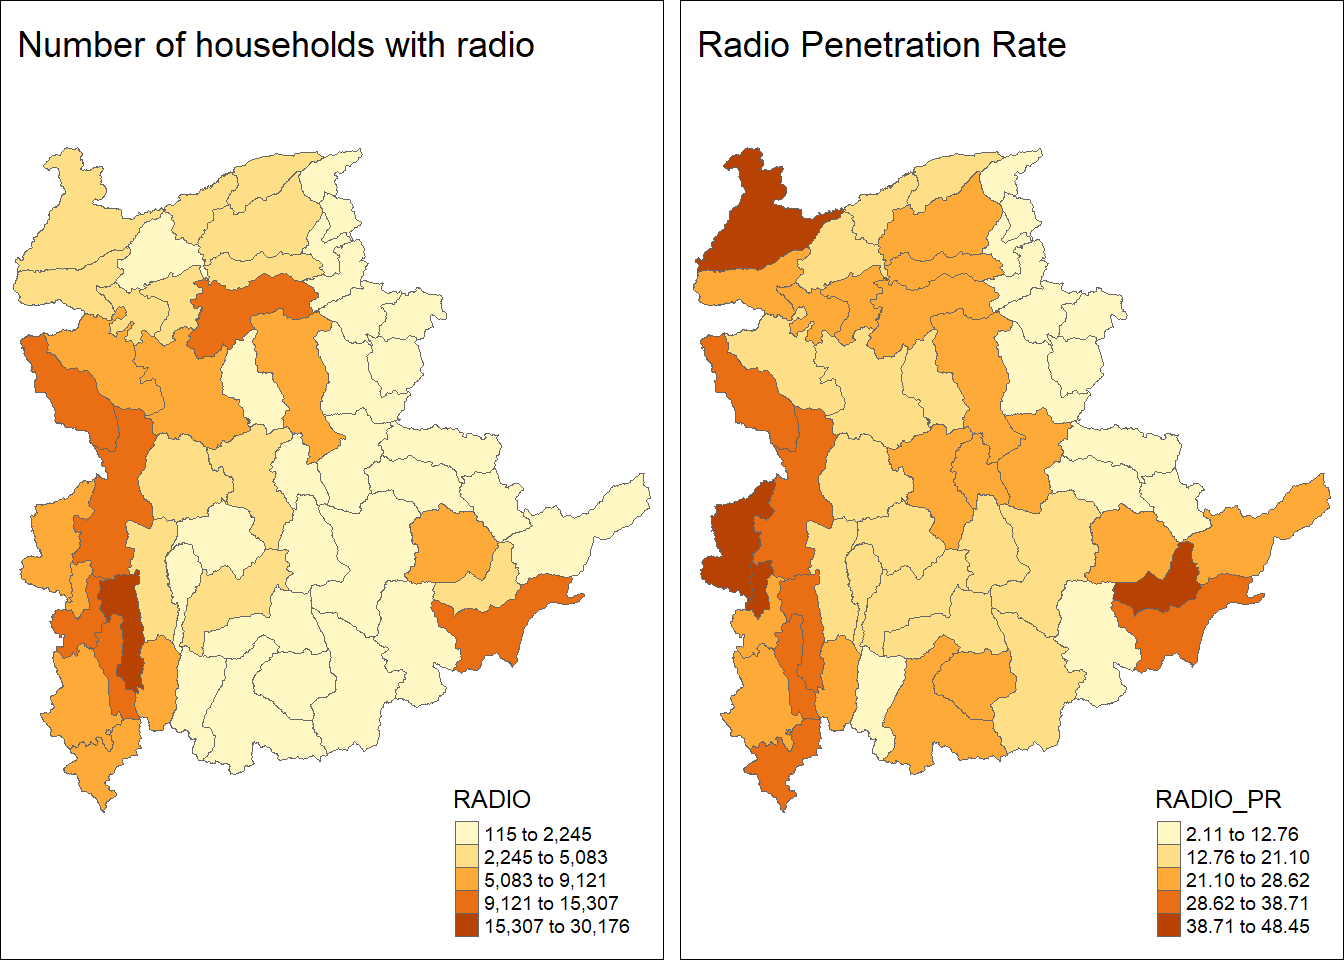 Number of households with radio
RADIO
115 to 2,245
2,245 to 5,083
5,083 to 9,121
9,121 to 15,307
15,307 to 30,176
Radio Penetration Rate
RADIO_PR
2.11 to 12.76
12.76 to 21.10
21.10 to 28.62
28.62 to 38.71
38.71 to 48.45